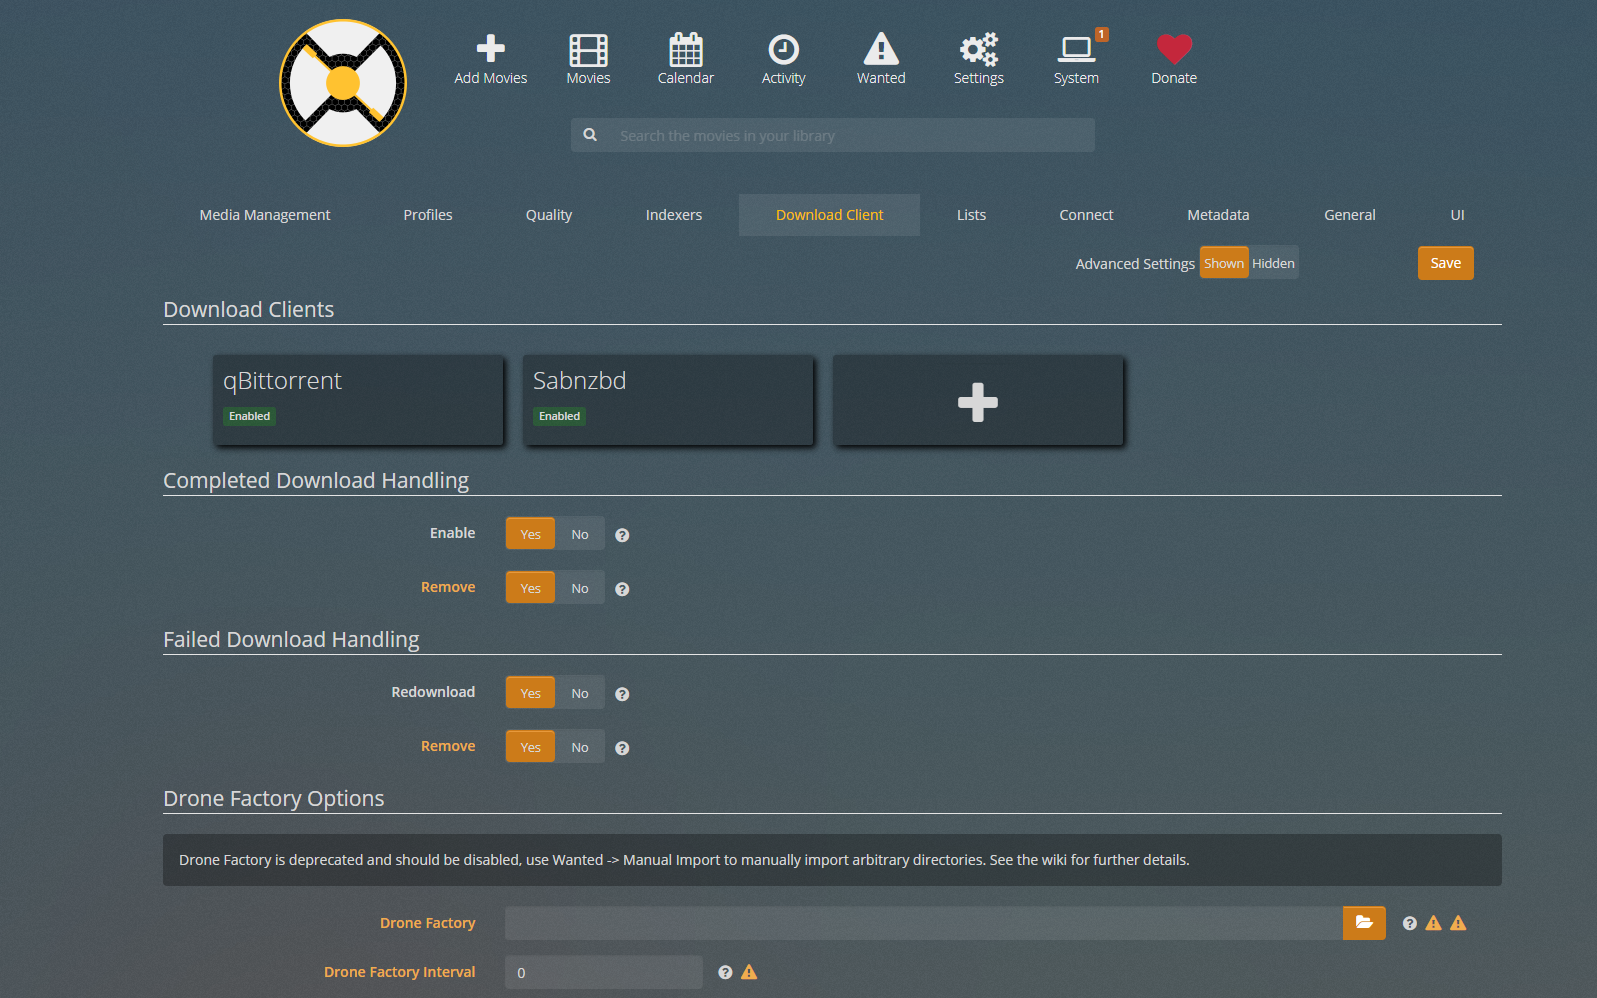 Add Movies Movies Calendar Activity Wanted Settings System 1 Donate
Search the movies in your library
Media Management Profiles Quality Indexers Download Client Lists Connect Metadata General UI
Advanced Settings Shown Hidden Save
Download Clients
qBittorrent Sabnzbd
Enabled Enabled
Completed Download Handling
Enable Yes No
Remove Yes No
Failed Download Handling
Redownload Yes No
Remove Yes No
Drone Factory Options
Drone Factory is deprecated and should be disabled, use Wanted -> Manual Import to manually import arbitrary directories. See the wiki for further details.
Drone Factory
Drone Factory Interval 0